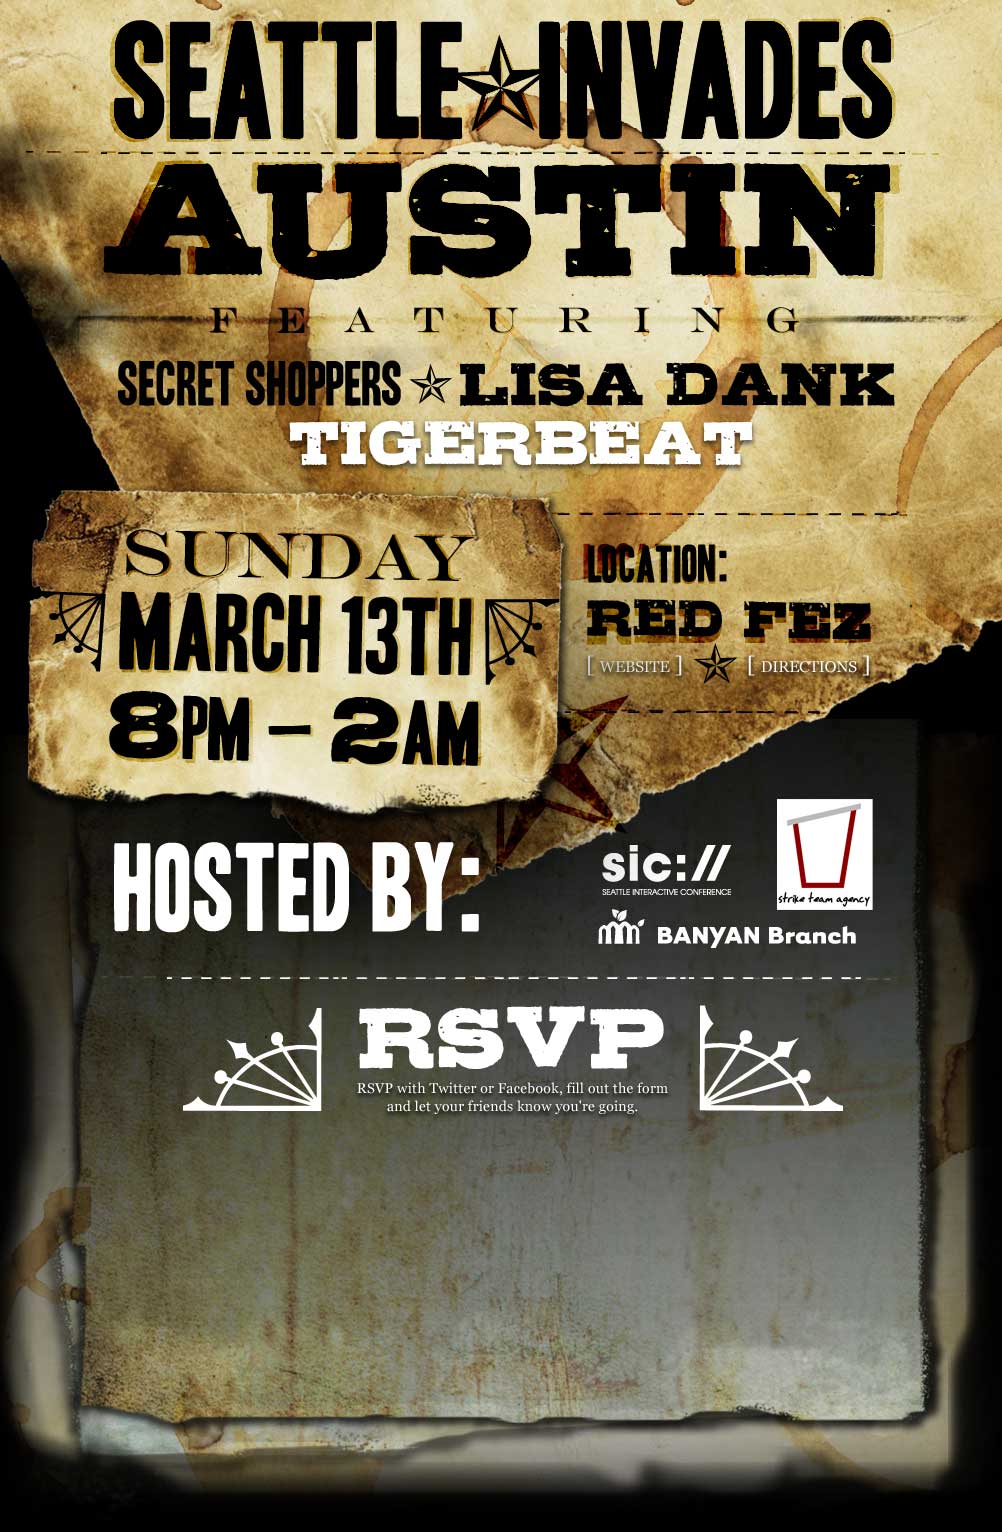 SEATTLE INVADES
AUSTIN
FEATURING
SECRET SHOPPERS LISA DANK
TIGERBEAT
SUNDAY
MARCH 13TH
8PM – 2AM
LOCATION:
RED FEZ
[ WEBSITE ] [ DIRECTIONS ]
HOSTED BY:
sic://
SEATTLE INTERACTIVE CONFERENCE
strike team agency
BANYAN Branch
RSVP
RSVP with Twitter or Facebook, fill out the form
and let your friends know you're going.